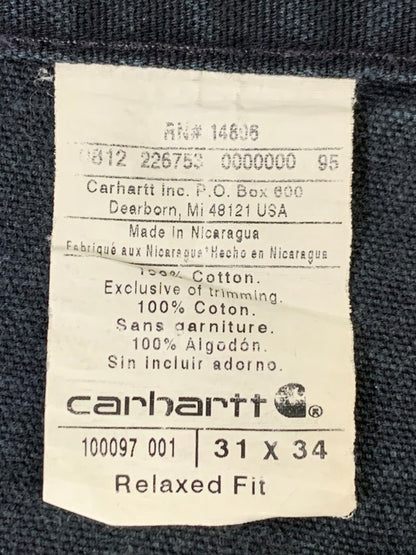 RN# 14806
0812 226753 0000000 95
Carhartt Inc. P.O. Box 600
Dearborn, Mi 48121 USA
Made in Nicaragua
Fabriqué aux Nicaragua*Hecho en Nicaragua
100% Cotton.
Exclusive of trimming.
100% Coton.
Sans garniture.
100% Algodón.
Sin incluir adorno.
carhartt ®
100097 001 | 31 X 34
Relaxed Fit